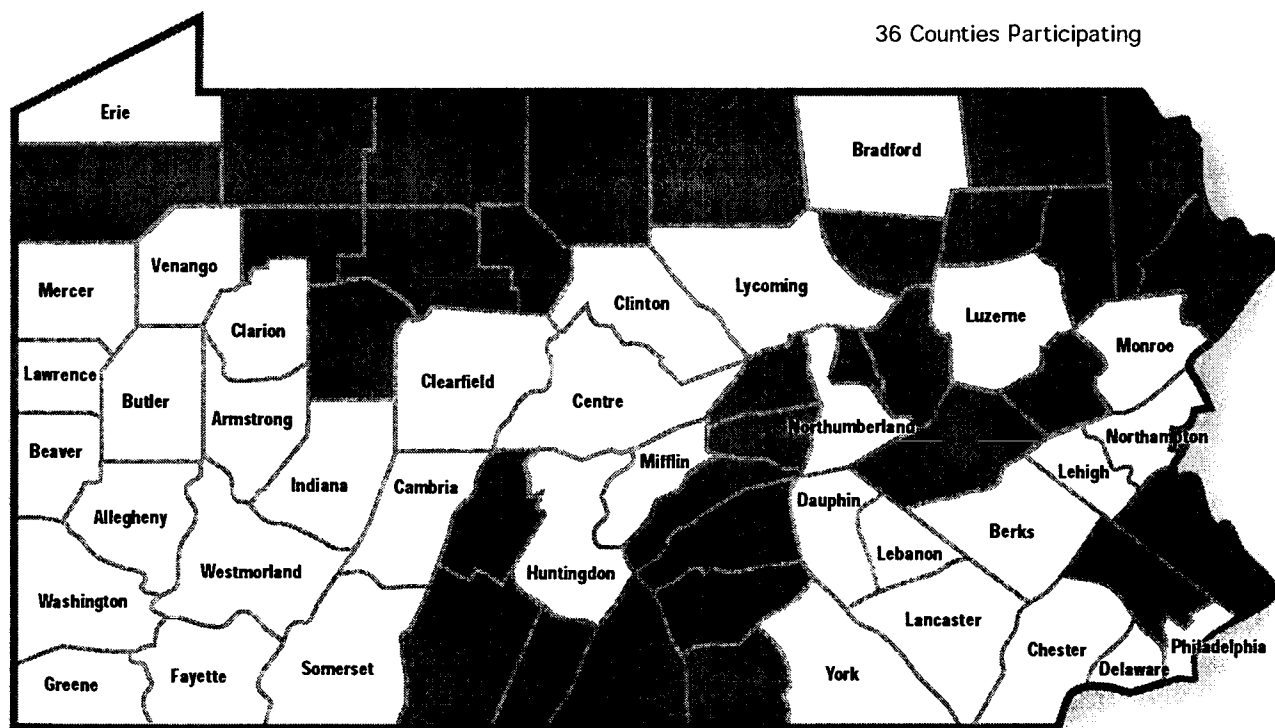 36 Counties Participating
Erie
Bradford
Venango
Mercer
Clarion
Clinton
Lycoming
Luzerne
Monroe
Lawrence
Butler
Armstrong
Clearfield
Centre
Northumberland
Northampton
Beaver
Mifflin
Lehigh
Indiana
Cambria
Dauphin
Allegheny
Berks
Lebanon
Westmorland
Huntingdon
Washington
Lancaster
Chester
Philadelphia
Greene
Fayette
Somerset
York
Delaware